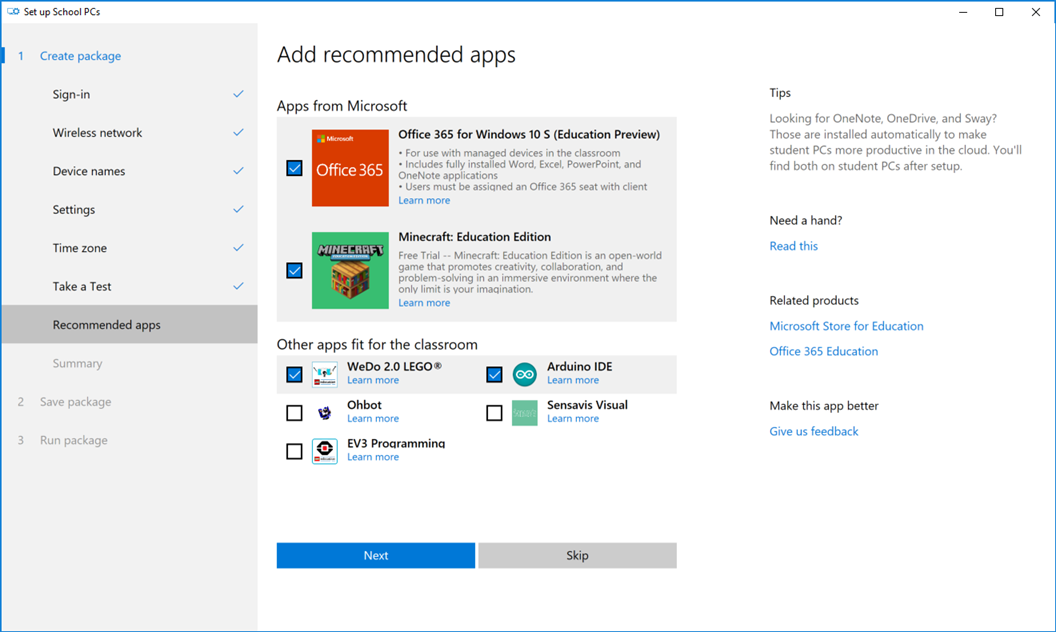 Set up School PCs
1 Create package
Sign-in
Wireless network
Device names
Settings
Time zone
Take a Test
Recommended apps
Summary
2 Save package
3 Run package
Add recommended apps
Apps from Microsoft
Microsoft
Office 365
Office 365 for Windows 10 S (Education Preview)
• For use with managed devices in the classroom
• Includes fully installed Word, Excel, PowerPoint, and
OneNote applications
• Users must be assigned an Office 365 seat with client
Learn more
MINECRAFT
Minecraft: Education Edition
Free Trial -- Minecraft: Education Edition is an open-world
game that promotes creativity, collaboration, and
problem-solving in an immersive environment where the
only limit is your imagination.
Learn more
Other apps fit for the classroom
WeDo 2.0 LEGO®
Learn more
Arduino IDE
Learn more
Ohbot
Learn more
Sensavis Visual
Learn more
EV3 Programming
Learn more
Next
Skip
Tips
Looking for OneNote, OneDrive, and Sway?
Those are installed automatically to make
student PCs more productive in the cloud. You'll
find both on student PCs after setup.
Need a hand?
Read this
Related products
Microsoft Store for Education
Office 365 Education
Make this app better
Give us feedback